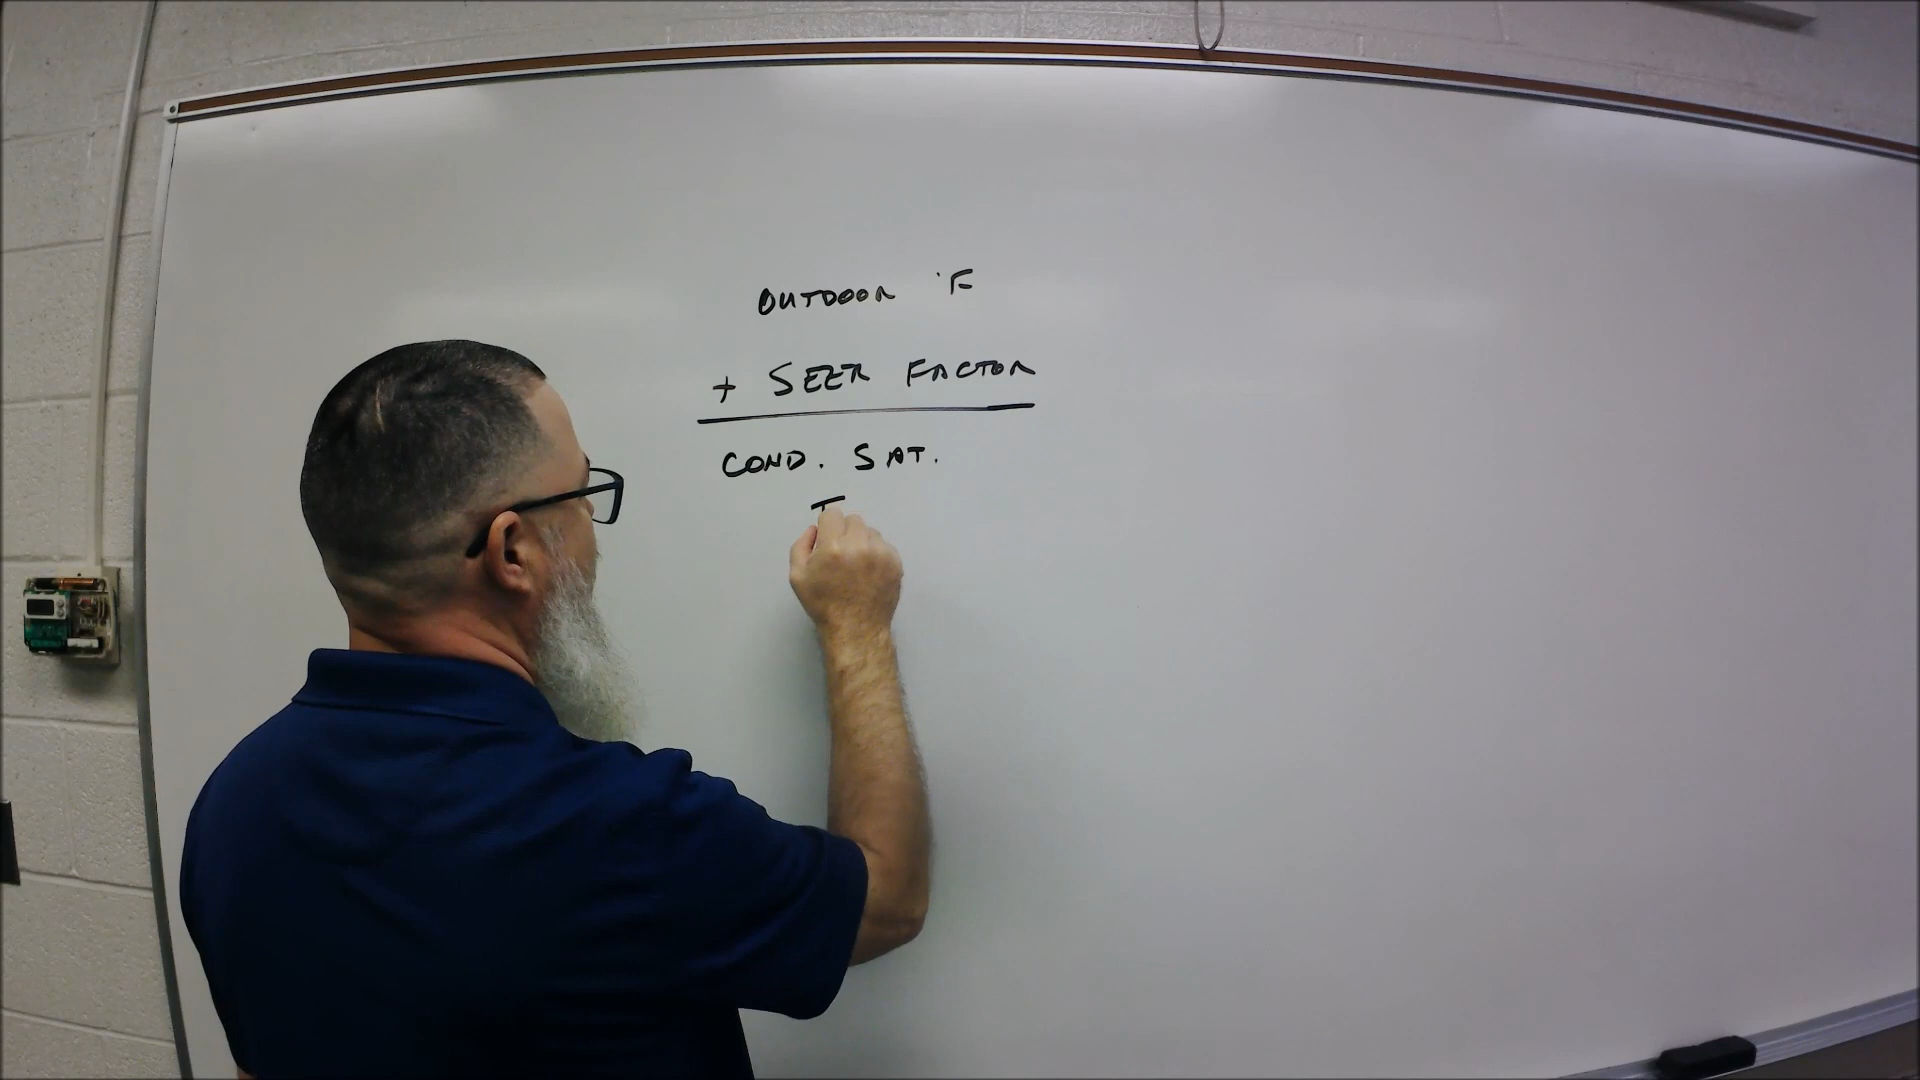 OUTDOOR °F
+ SEER FACTOR
COND. SAT.
T